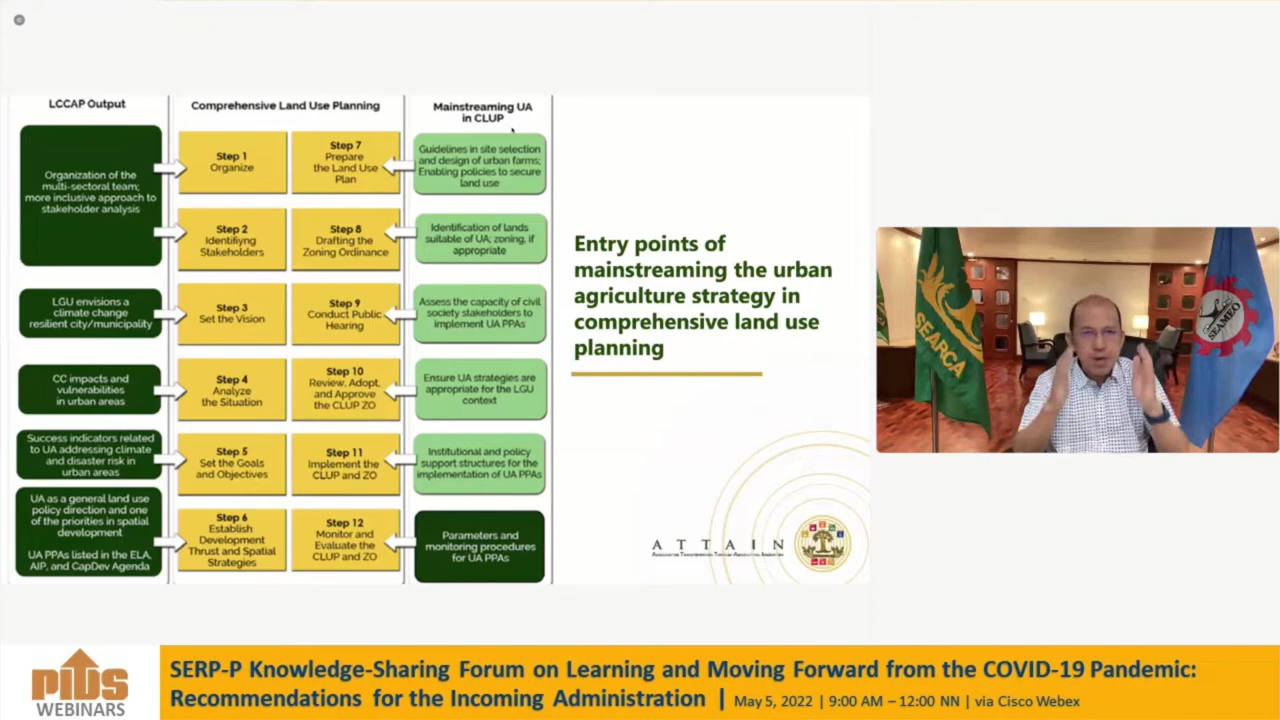 LCCAP Output
Organization of the
multi-sectoral team;
more inclusive approach to
stakeholder analysis
LGU envisions a
climate change
resilient city/municipality
CC impacts and
vulnerabilities
in urban areas
Success indicators related
to UA addressing climate
and disaster risk in
urban areas
UA as a general land use
policy direction and one
of the priorities in spatial
development
UA PPAs listed in the ELA,
AIP, and CapDev Agenda
Comprehensive Land Use Planning
Step 1
Organize
Step 2
Identifiyng
Stakeholders
Step 3
Set the Vision
Step 4
Analyze
the Situation
Step 5
Set the Goals
and Objectives
Step 6
Establish
Development
Thrust and Spatial
Strategies
Step 7
Prepare
the Land Use
Plan
Step 8
Drafting the
Zoning Ordinance
Step 9
Conduct Public
Hearing
Step 10
Review, Adopt,
and Approve
the CLUP ZO
Step 11
Implement the
CLUP and ZO
Step 12
Monitor and
Evaluate the
CLUP and ZO
Mainstreaming UA
in CLUP
Guidelines in site selection
and design of urban farms;
Enabling policies to secure
land use
Identification of lands
suitable of UA; zoning, if
appropriate
Assess the capacity of civil
society stakeholders to
implement UA PPAs
Ensure UA strategies are
appropriate for the LGU
context
Institutional and policy
support structures for the
implementation of UA PPAs
Parameters and
monitoring procedures
for UA PPAs
Entry points of
mainstreaming the urban
agriculture strategy in
comprehensive land use
planning
ATTAIN
SEARCA
SEAMEO
PIDS
WEBINARS
SERP-P Knowledge-Sharing Forum on Learning and Moving Forward from the COVID-19 Pandemic:
Recommendations for the Incoming Administration | May 5, 2022 | 9:00 AM – 12:00 NN | via Cisco Webex